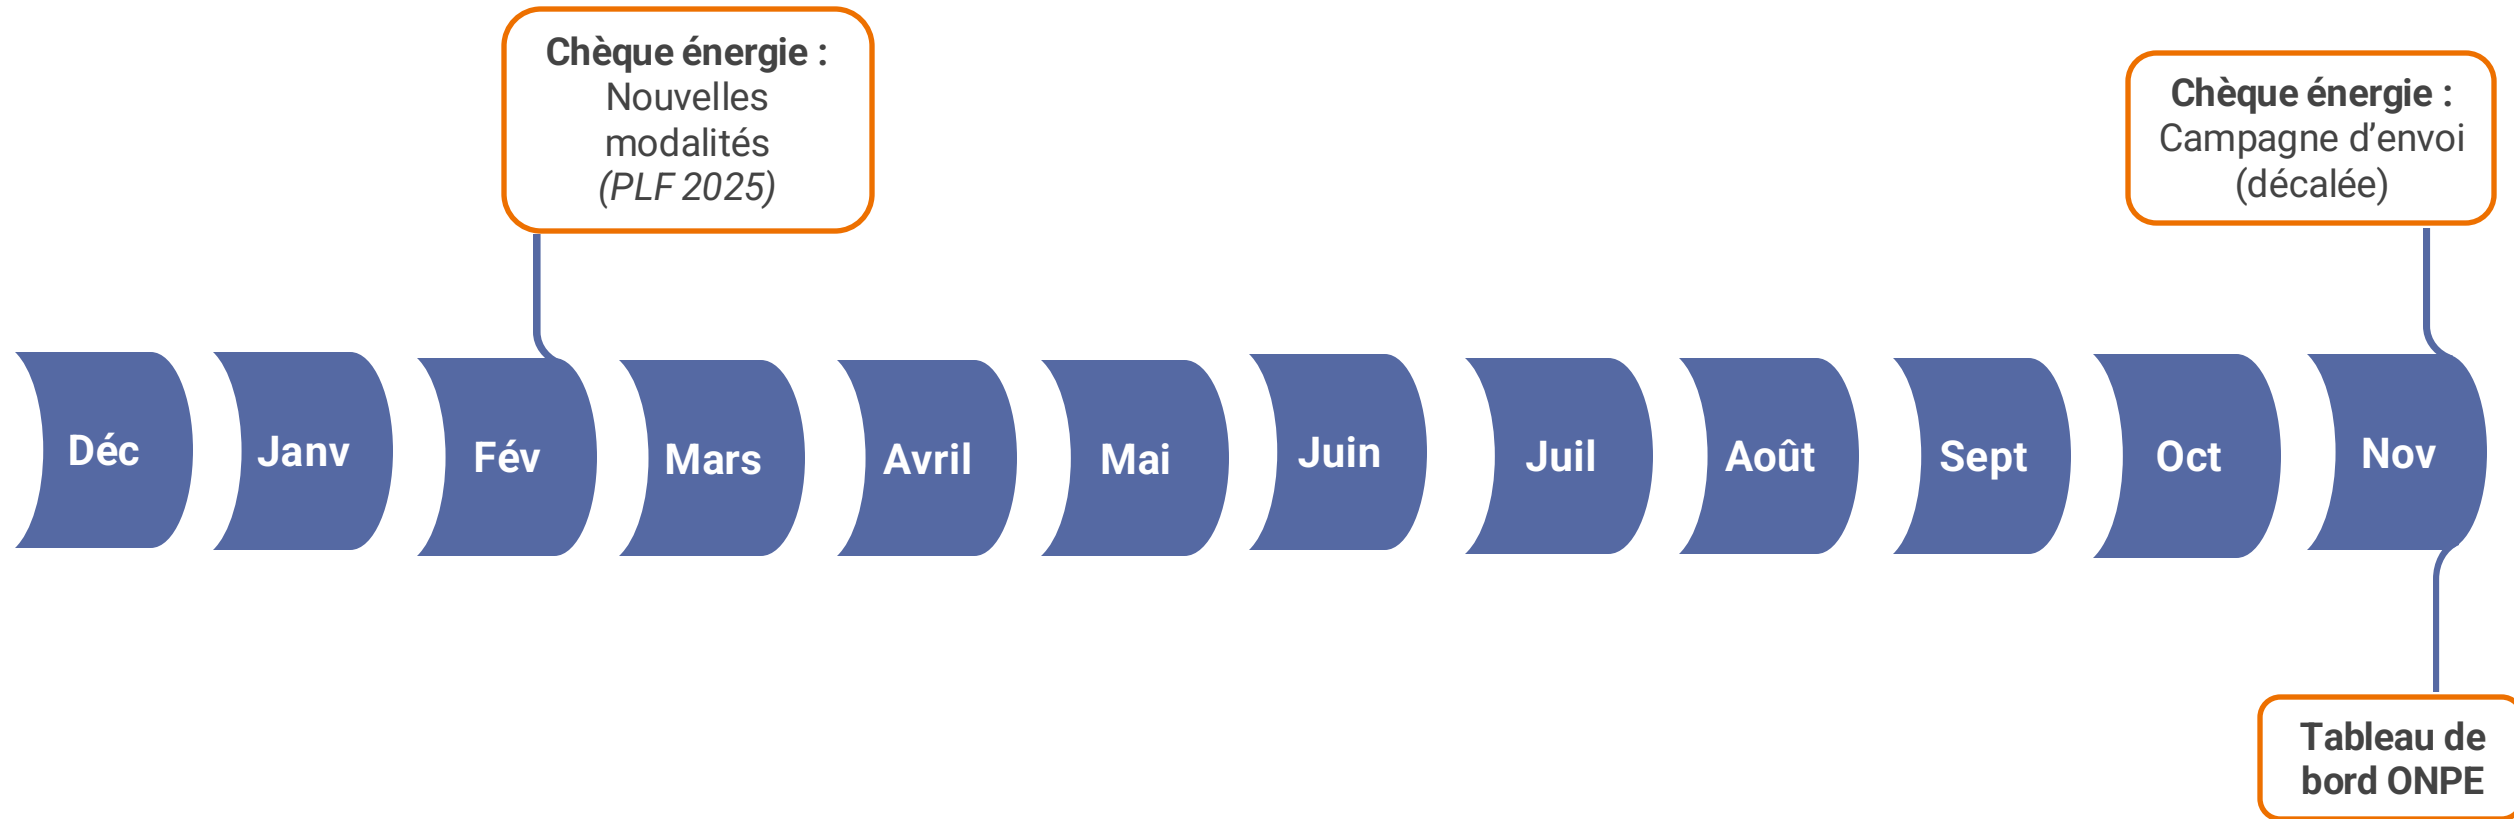 Chèque énergie :
Nouvelles
modalités
(PLF 2025)
Chèque énergie :
Campagne d’envoi
(décalée)
Déc
Janv
Fév
Mars
Avril
Mai
Juin
Juil
Août
Sept
Oct
Nov
Tableau de
bord ONPE